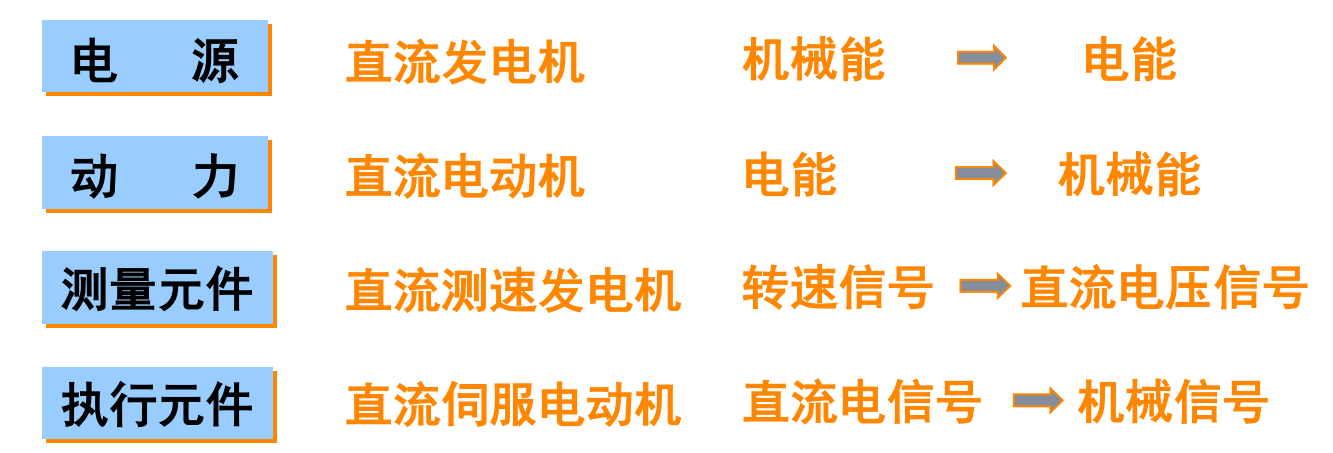 电 源 直流发电机 机械能 电能
动 力 直流电动机 电能 机械能
测量元件 直流测速发电机 转速信号 直流电压信号
执行元件 直流伺服电动机 直流电信号 机械信号